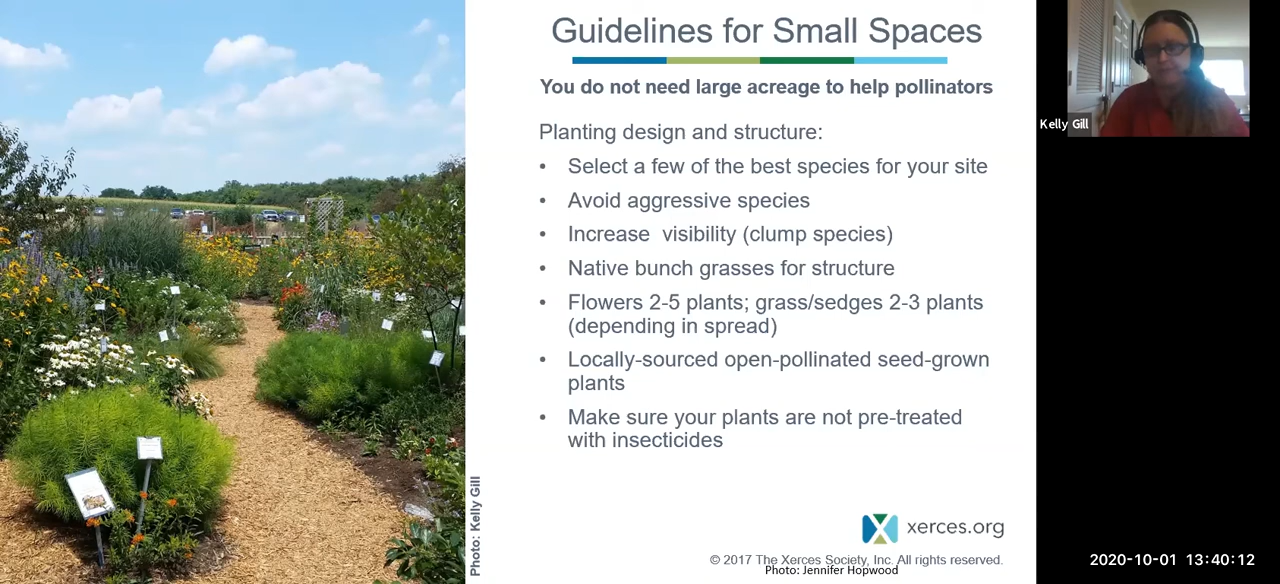 Guidelines for Small Spaces
You do not need large acreage to help pollinators
Planting design and structure:
• Select a few of the best species for your site
• Avoid aggressive species
• Increase  visibility (clump species)
• Native bunch grasses for structure
• Flowers 2-5 plants; grass/sedges 2-3 plants
(depending in spread)
• Locally-sourced open-pollinated seed-grown
plants
• Make sure your plants are not pre-treated
with insecticides
Photo: Kelly Gill
xerces.org
© 2017 The Xerces Society, Inc. All rights reserved.
Photo: Jennifer Hopwood
Kelly Gill
2020-10-01 13:40:12